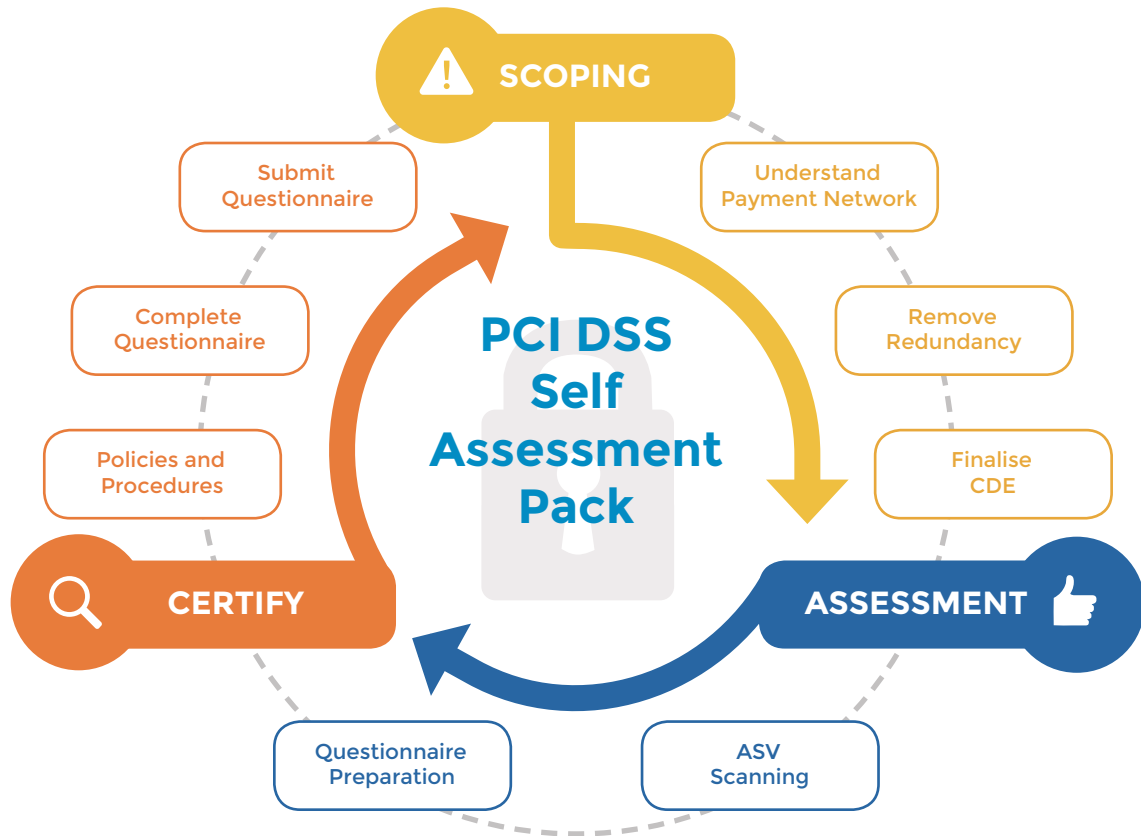 SCOPING
Submit
Questionnaire
Understand
Payment Network
Complete
Questionnaire
PCI DSS
Self
Assessment
Pack
Remove
Redundancy
Policies and
Procedures
Finalise
CDE
CERTIFY
ASSESSMENT
Questionnaire
Preparation
ASV
Scanning